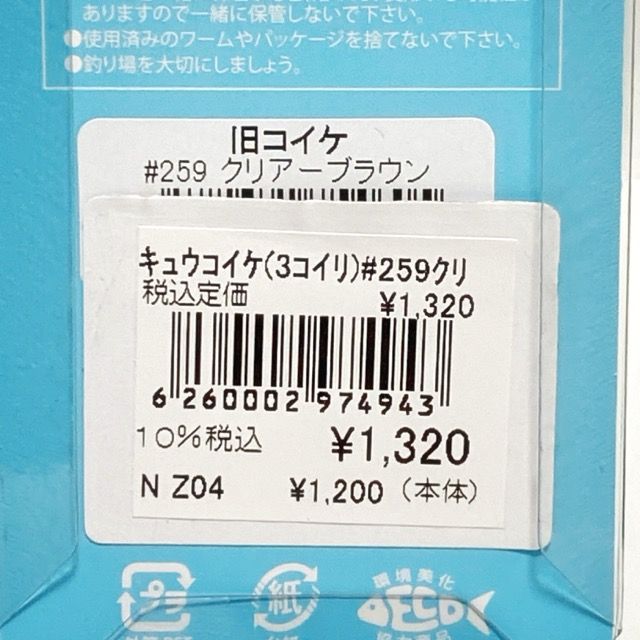 ありますので一緒に保管しないで下さい。
●使用済みのワームやパッケージを捨てないで下さい。
●釣り場を大切にしましょう。
旧コイケ
#259 クリアーブラウン
キュウコイケ(3コイリ)#259クリ
税込定価 ¥1,320
6 260002 974943
10%税込 ¥1,320
N Z04 ¥1,200 (本体)
プラ 紙 環境美化
ECO